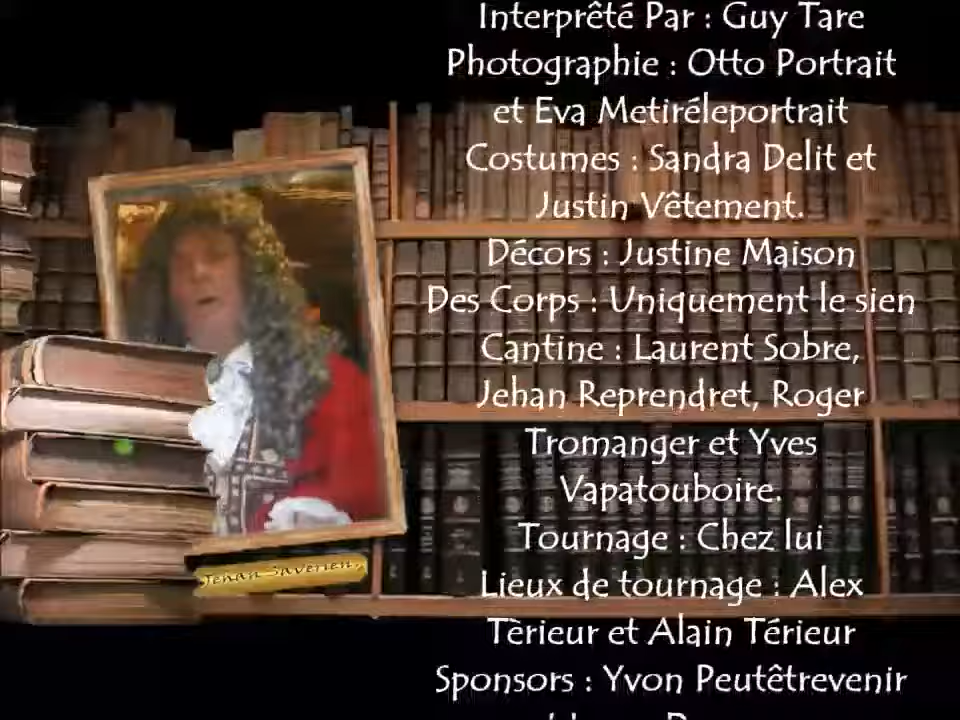 Interprêté Par : Guy Tare
Photographie : Otto Portrait
et Eva Metiréleportrait
Costumes : Sandra Delit et
Justin Vêtement.
Décors : Justine Maison
Des Corps : Uniquement le sien
Cantine : Laurent Sobre,
Jehan Reprendret, Roger
Tromanger et Yves
Vapatouboire.
Tournage : Chez lui
Lieux de tournage : Alex
Tèrieur et Alain Térieur
Sponsors : Yvon Peutêtrevenir
Jehan Saverien,